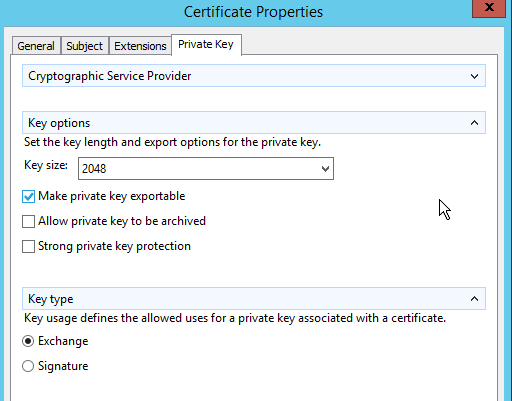 Certificate Properties
x
General Subject Extensions Private Key
Cryptographic Service Provider
Key options
Set the key length and export options for the private key.
Key size: 2048
Make private key exportable
Allow private key to be archived
Strong private key protection
Key type
Key usage defines the allowed uses for a private key associated with a certificate.
Exchange
Signature